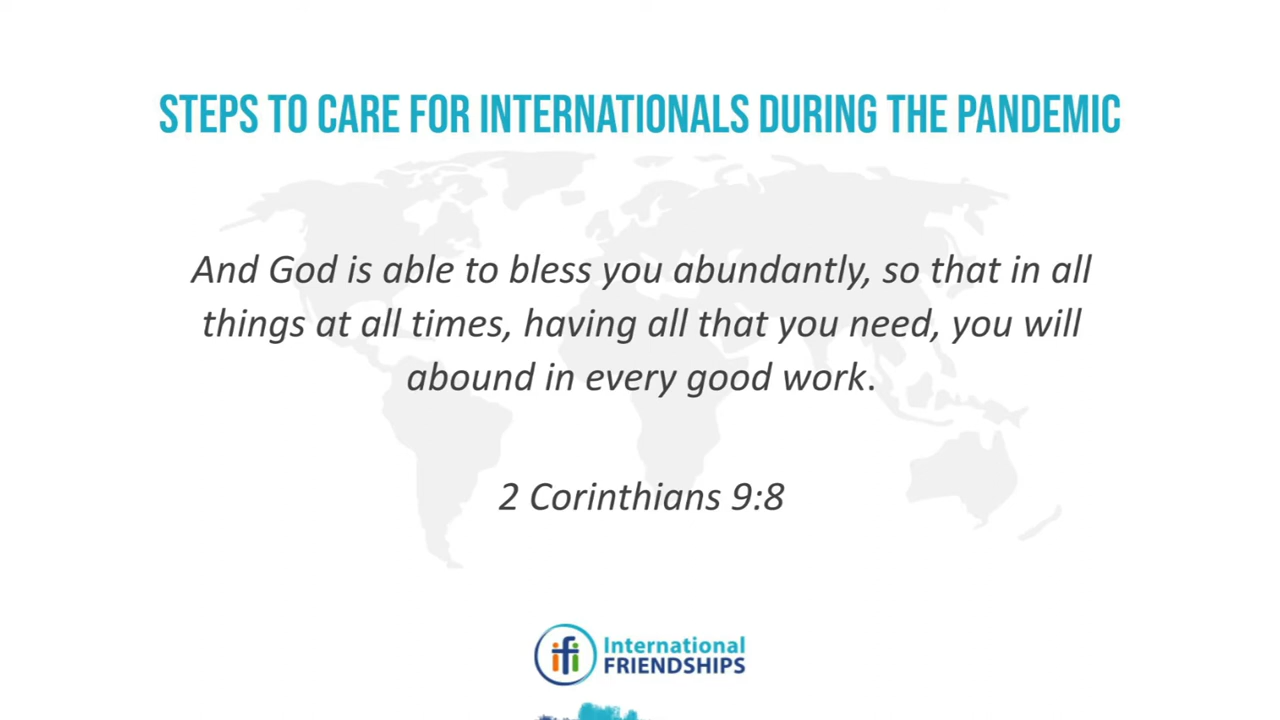 STEPS TO CARE FOR INTERNATIONALS DURING THE PANDEMIC
And God is able to bless you abundantly, so that in all
things at all times, having all that you need, you will
abound in every good work.
2 Corinthians 9:8
ifi International
FRIENDSHIPS